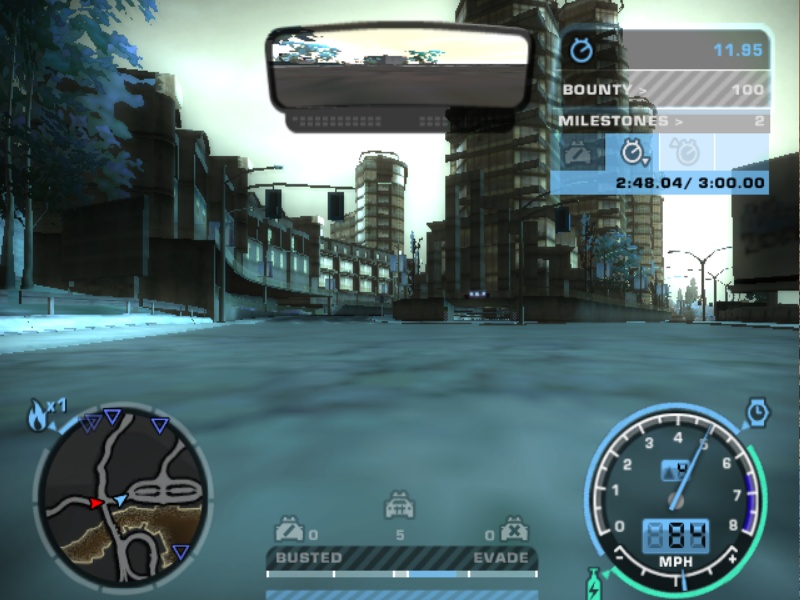 11.95
BOUNTY > 100
MILESTONES > 2
2:48.04/ 3:00.00
x1
0 1 2 3 4 5 6 7 8
4
84
MPH
0 5 0
BUSTED EVADE